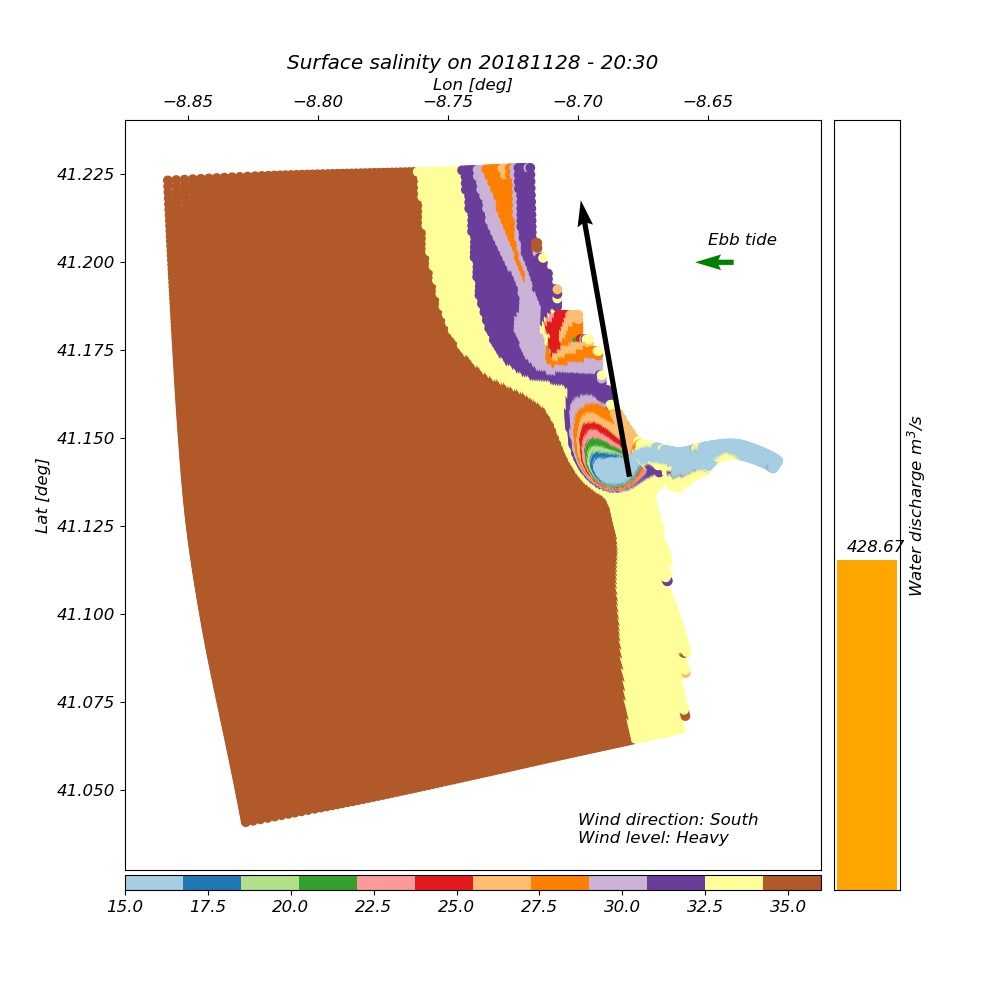 Surface salinity on 20181128 - 20:30
Lon [deg]
−8.85 −8.80 −8.75 −8.70 −8.65
41.225
41.200
41.175
41.150
41.125
41.100
41.075
41.050
Lat [deg]
Ebb tide
Wind direction: South
Wind level: Heavy
428.67
Water discharge m³/s
15.0 17.5 20.0 22.5 25.0 27.5 30.0 32.5 35.0